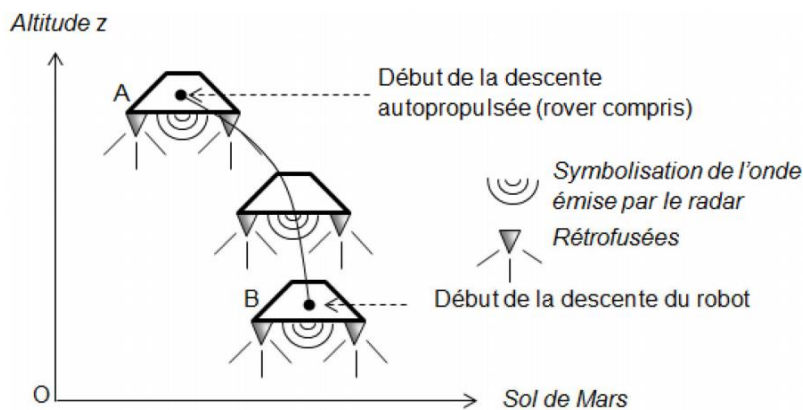 Altitude z
A
Début de la descente
autopropulsée (rover compris)
Symbolisation de l'onde
émise par le radar
Rétrofusées
B
Début de la descente du robot
O
Sol de Mars